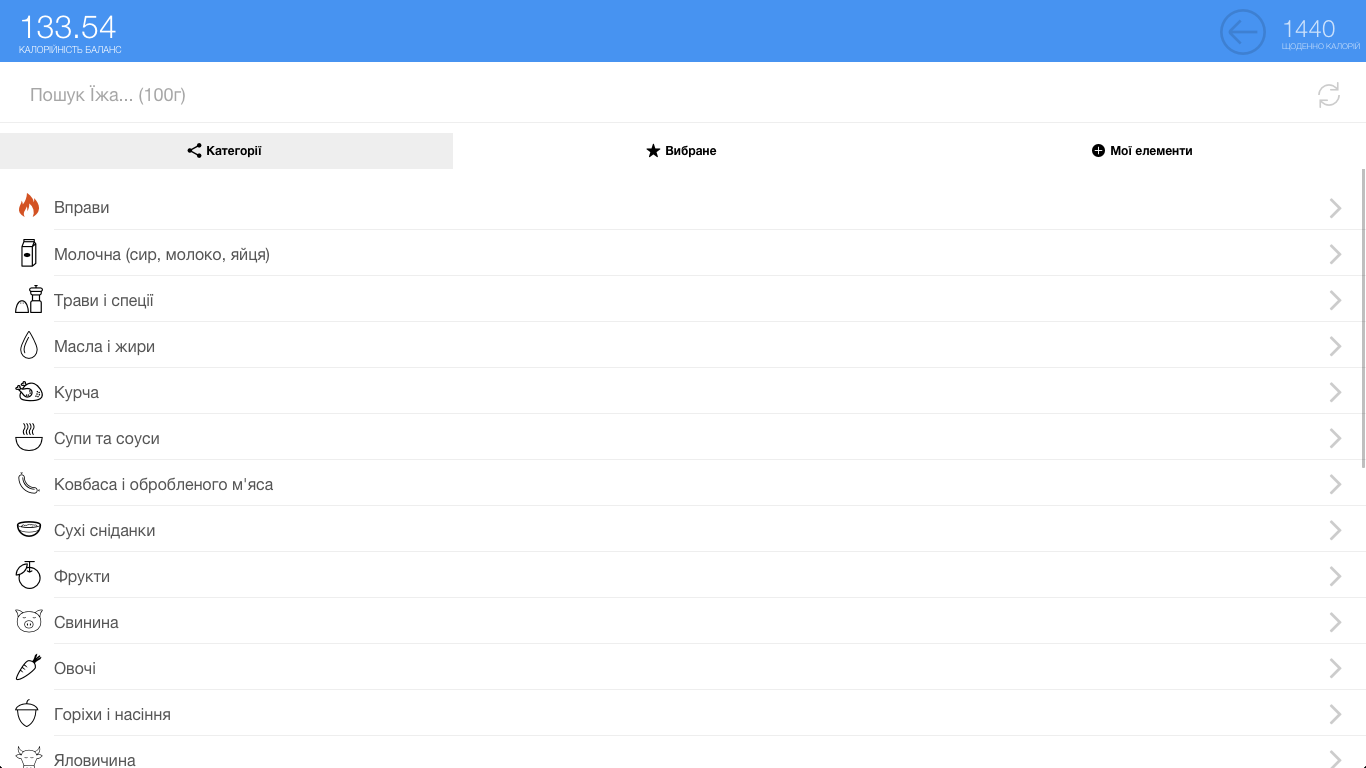 133.54
КАЛОРІЙНІСТЬ БАЛАНС
1440
ЩОДЕННО КАЛОРІЙ
Пошук Їжа... (100г)
Категорії
Вибране
Мої елементи
Вправи
Молочна (сир, молоко, яйця)
Трави і спеції
Масла і жири
Курча
Супи та соуси
Ковбаса і обробленого м'яса
Сухі сніданки
Фрукти
Свинина
Овочі
Горіхи і насіння
Яловичина